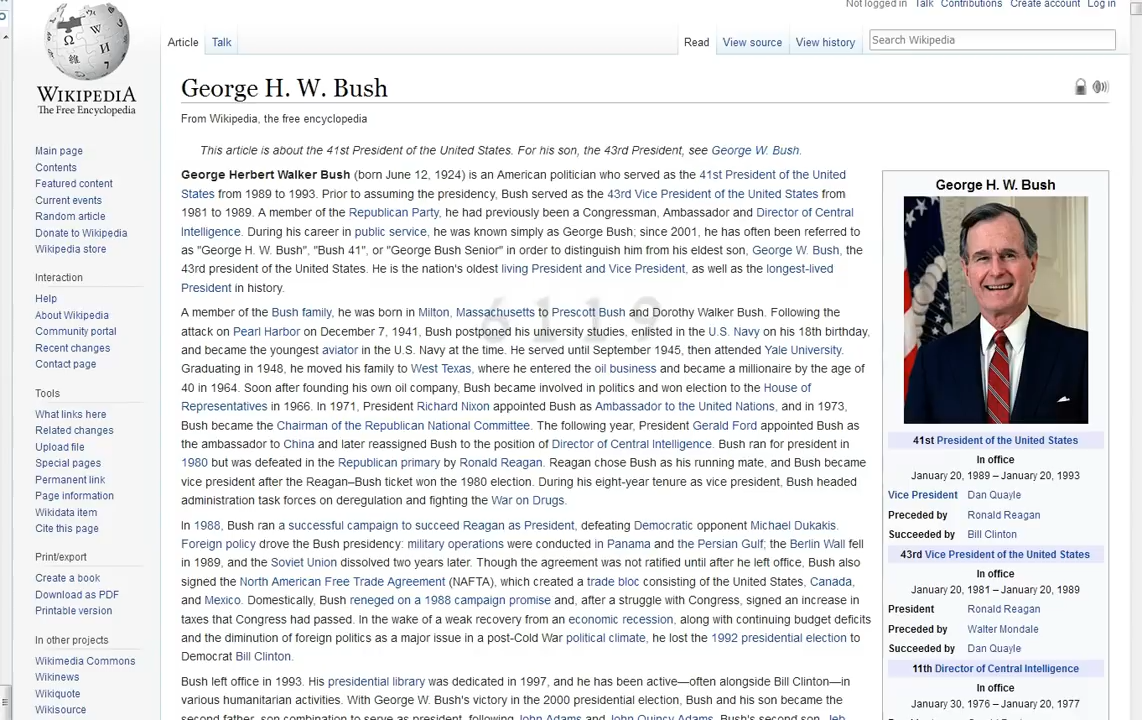 Not logged in Talk Contributions Create account Log in
Article Talk Read View source View history Search Wikipedia
WIKIPEDIA
The Free Encyclopedia
Main page
Contents
Featured content
Current events
Random article
Donate to Wikipedia
Wikipedia store
Interaction
Help
About Wikipedia
Community portal
Recent changes
Contact page
Tools
What links here
Related changes
Upload file
Special pages
Permanent link
Page information
Wikidata item
Cite this page
Print/export
Create a book
Download as PDF
Printable version
In other projects
Wikimedia Commons
Wikinews
Wikiquote
Wikisource
George H. W. Bush
From Wikipedia, the free encyclopedia
This article is about the 41st President of the United States. For his son, the 43rd President, see George W. Bush.
George Herbert Walker Bush (born June 12, 1924) is an American politician who served as the 41st President of the United
States from 1989 to 1993. Prior to assuming the presidency, Bush served as the 43rd Vice President of the United States from
1981 to 1989. A member of the Republican Party, he had previously been a Congressman, Ambassador and Director of Central
Intelligence. During his career in public service, he was known simply as George Bush; since 2001, he has often been referred to
as "George H. W. Bush", "Bush 41", or "George Bush Senior" in order to distinguish him from his eldest son, George W. Bush, the
43rd president of the United States. He is the nation's oldest living President and Vice President, as well as the longest-lived
President in history.
6119
A member of the Bush family, he was born in Milton, Massachusetts to Prescott Bush and Dorothy Walker Bush. Following the
attack on Pearl Harbor on December 7, 1941, Bush postponed his university studies, enlisted in the U.S. Navy on his 18th birthday,
and became the youngest aviator in the U.S. Navy at the time. He served until September 1945, then attended Yale University.
Graduating in 1948, he moved his family to West Texas, where he entered the oil business and became a millionaire by the age of
40 in 1964. Soon after founding his own oil company, Bush became involved in politics and won election to the House of
Representatives in 1966. In 1971, President Richard Nixon appointed Bush as Ambassador to the United Nations, and in 1973,
Bush became the Chairman of the Republican National Committee. The following year, President Gerald Ford appointed Bush as
the ambassador to China and later reassigned Bush to the position of Director of Central Intelligence. Bush ran for president in
1980 but was defeated in the Republican primary by Ronald Reagan. Reagan chose Bush as his running mate, and Bush became
vice president after the Reagan–Bush ticket won the 1980 election. During his eight-year tenure as vice president, Bush headed
administration task forces on deregulation and fighting the War on Drugs.
In 1988, Bush ran a successful campaign to succeed Reagan as President, defeating Democratic opponent Michael Dukakis.
Foreign policy drove the Bush presidency: military operations were conducted in Panama and the Persian Gulf; the Berlin Wall fell
in 1989, and the Soviet Union dissolved two years later. Though the agreement was not ratified until after he left office, Bush also
signed the North American Free Trade Agreement (NAFTA), which created a trade bloc consisting of the United States, Canada,
and Mexico. Domestically, Bush reneged on a 1988 campaign promise and, after a struggle with Congress, signed an increase in
taxes that Congress had passed. In the wake of a weak recovery from an economic recession, along with continuing budget deficits
and the diminution of foreign politics as a major issue in a post-Cold War political climate, he lost the 1992 presidential election to
Democrat Bill Clinton.
Bush left office in 1993. His presidential library was dedicated in 1997, and he has been active—often alongside Bill Clinton—in
various humanitarian activities. With George W. Bush's victory in the 2000 presidential election, Bush and his son became the
second father–son combination to serve as president, following John Adams and John Quincy Adams. Bush's second son, Jeb
George H. W. Bush
41st President of the United States
In office
January 20, 1989 – January 20, 1993
Vice President Dan Quayle
Preceded by Ronald Reagan
Succeeded by Bill Clinton
43rd Vice President of the United States
In office
January 20, 1981 – January 20, 1989
President Ronald Reagan
Preceded by Walter Mondale
Succeeded by Dan Quayle
11th Director of Central Intelligence
In office
January 30, 1976 – January 20, 1977